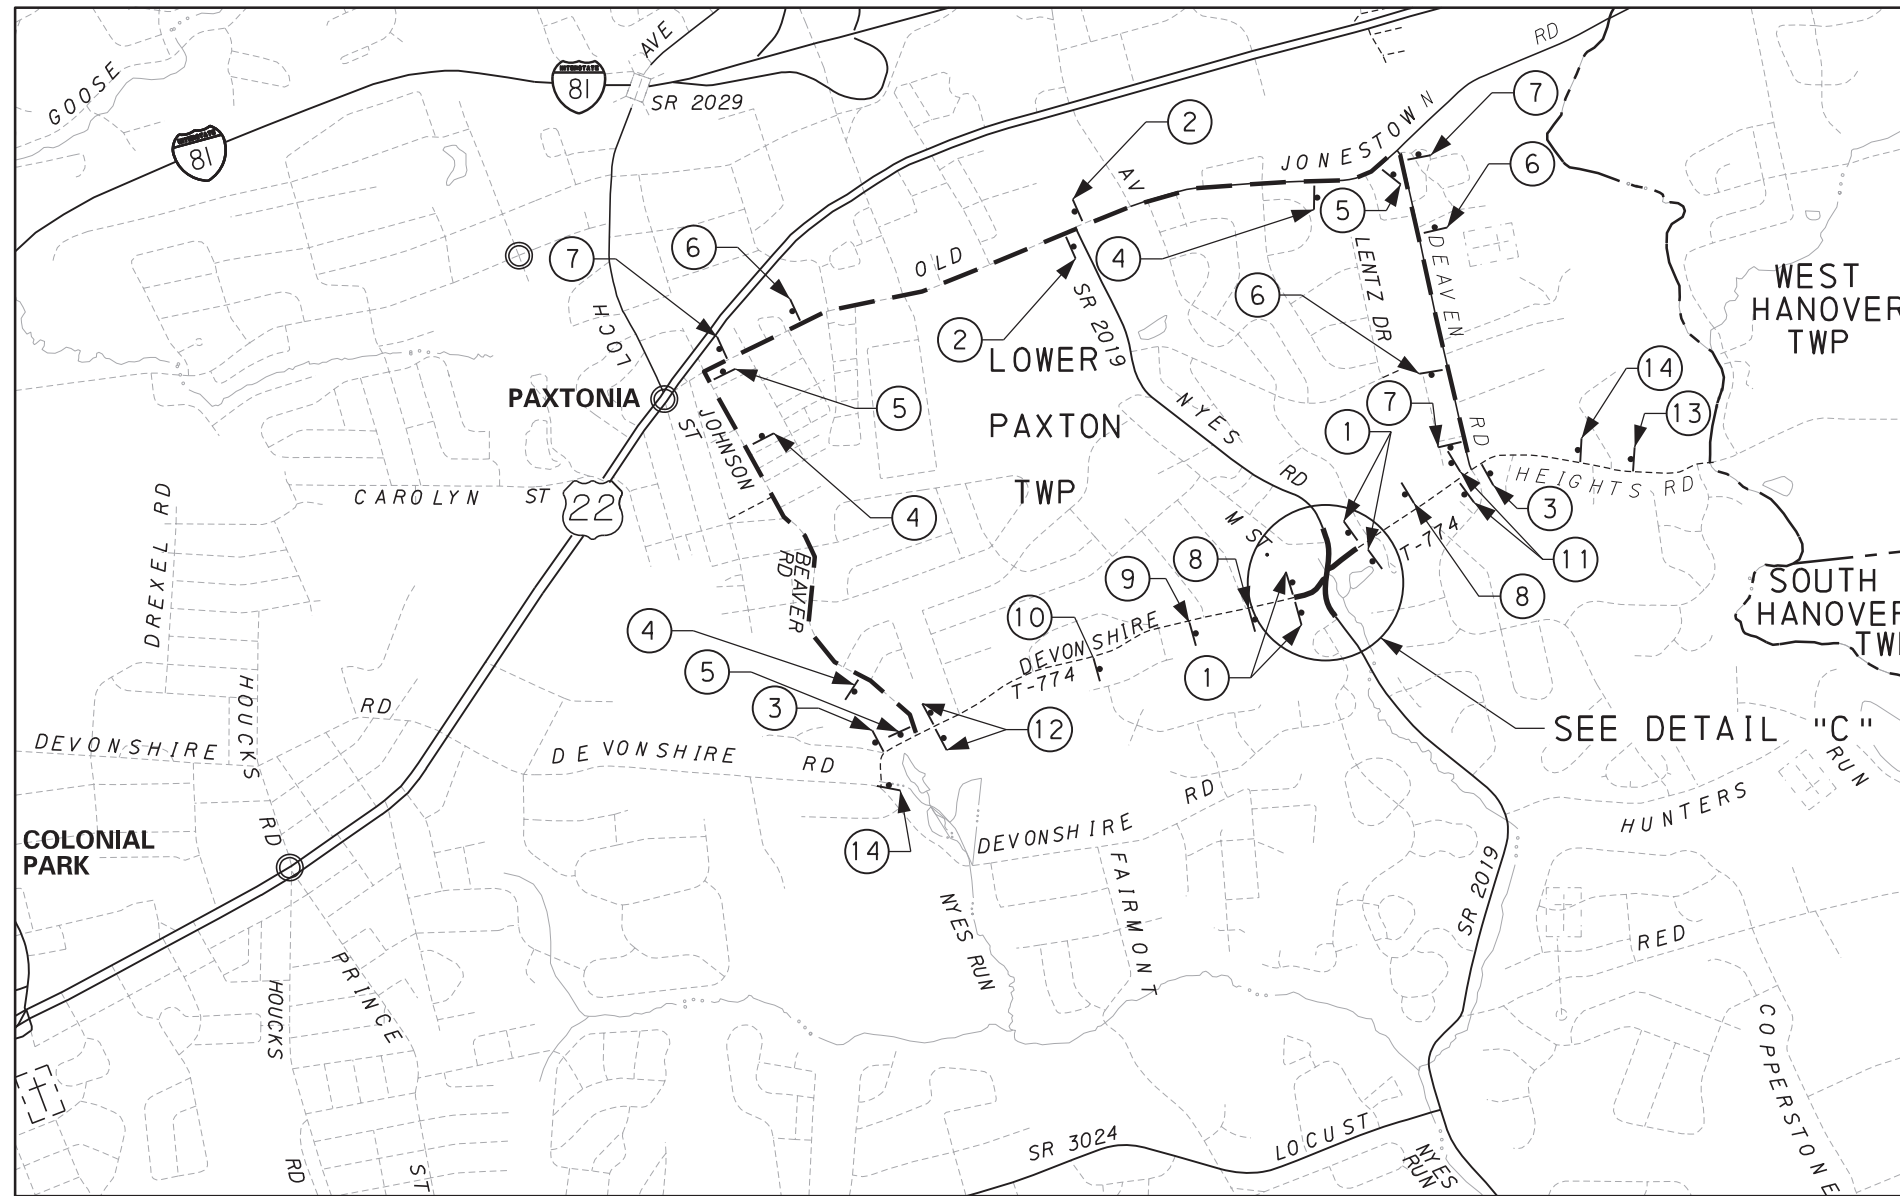 GOOSE
INTERSTATE
81
INTERSTATE
81
AVE
SR 2029
RD
7
2
6
JONESTOWN
AV
5
4
6
7
OLD
LENTZ DR
DEAVEN
RD
WEST
HANOVER
TWP
2
SR 2019
6
LOCH
PAXTONIA
5
JOHNSON
ST
LOWER
PAXTON
TWP
NYES
RD
7
1
14
13
HEIGHTS RD
3
T-774
11
8
CAROLYN ST
22
4
DREXEL RD
BEAVER
RD
M ST
8
9
10
DEVONSHIRE
T-774
1
SOUTH
HANOVER
TW
4
5
3
12
HOUCKS
RD
RD
DEVONSHIRE
DEVONSHIRE RD
SEE DETAIL "C"
RUN
HUNTERS
14
DEVONSHIRE
RD
COLONIAL
PARK
NYES RUN
FAIRMONT
SR 2019
RED
PRINCE
ST
HOUCKS
RD
COPPERSTONE
SR 3024
LOCUST
NYES
RUN